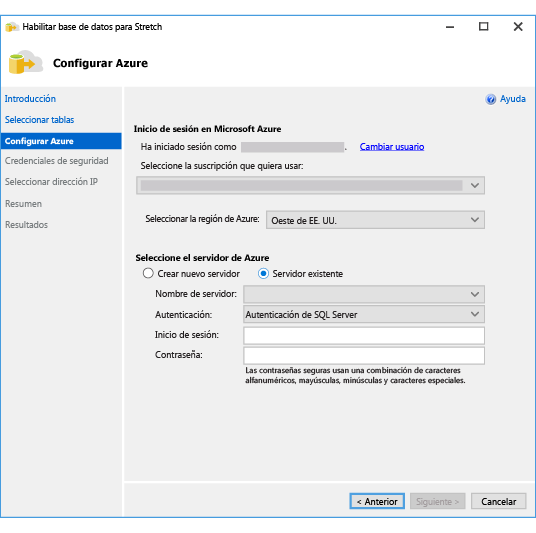 Habilitar base de datos para Stretch
Configurar Azure
Introducción
Seleccionar tablas
Configurar Azure
Credenciales de seguridad
Seleccionar dirección IP
Resumen
Resultados
Ayuda
Inicio de sesión en Microsoft Azure
Ha iniciado sesión como . Cambiar usuario
Seleccione la suscripción que quiera usar:
Seleccionar la región de Azure: Oeste de EE. UU.
Seleccione el servidor de Azure
Crear nuevo servidor Servidor existente
Nombre de servidor:
Autenticación: Autenticación de SQL Server
Inicio de sesión:
Contraseña:
Las contraseñas seguras usan una combinación de caracteres
alfanuméricos, mayúsculas, minúsculas y caracteres especiales.
< Anterior Siguiente > Cancelar